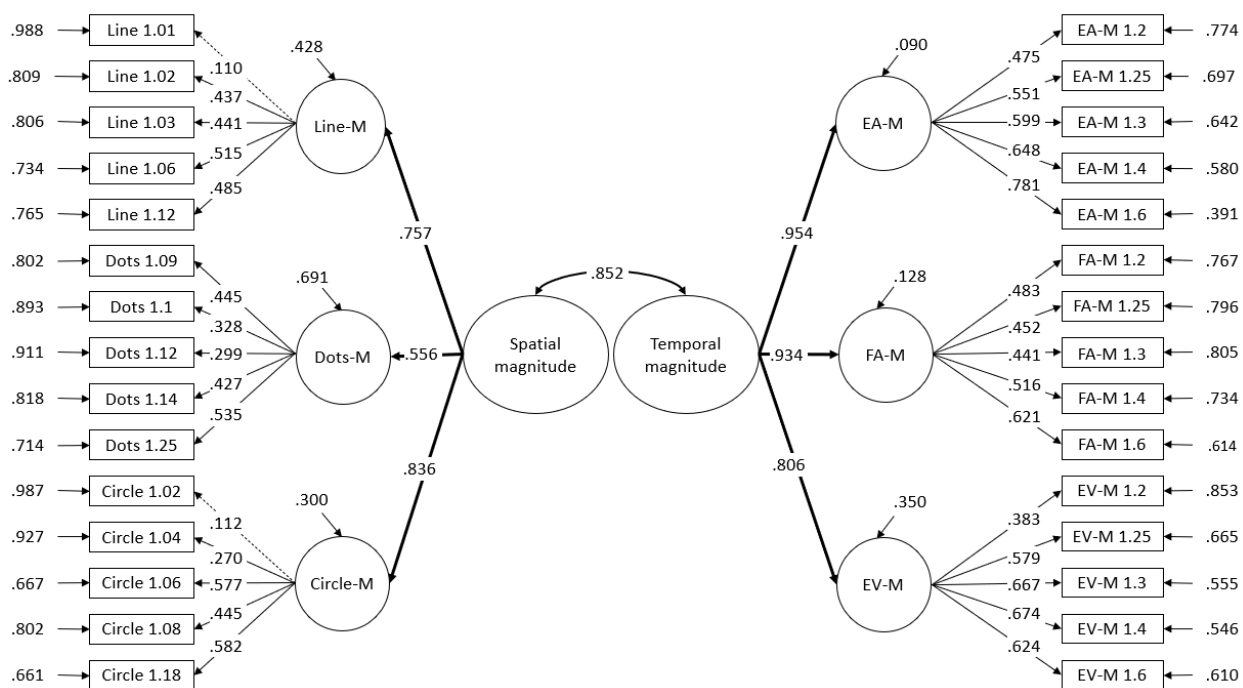 .988 Line 1.01
.809 Line 1.02
.806 Line 1.03
.734 Line 1.06
.765 Line 1.12
.110
.437
.441
.515
.485
.428
Line-M
.802 Dots 1.09
.893 Dots 1.1
.911 Dots 1.12
.818 Dots 1.14
.714 Dots 1.25
.445
.328
.299
.427
.535
.691
Dots-M
.987 Circle 1.02
.927 Circle 1.04
.667 Circle 1.06
.802 Circle 1.08
.661 Circle 1.18
.112
.270
.577
.445
.582
.300
Circle-M
.757
.556
.836
Spatial
magnitude
.852
Temporal
magnitude
.954
.934
.806
.090
EA-M
.475
.551
.599
.648
.781
EA-M 1.2 .774
EA-M 1.25 .697
EA-M 1.3 .642
EA-M 1.4 .580
EA-M 1.6 .391
.128
FA-M
.483
.452
.441
.516
.621
FA-M 1.2 .767
FA-M 1.25 .796
FA-M 1.3 .805
FA-M 1.4 .734
FA-M 1.6 .614
.350
EV-M
.383
.579
.667
.674
.624
EV-M 1.2 .853
EV-M 1.25 .665
EV-M 1.3 .555
EV-M 1.4 .546
EV-M 1.6 .610